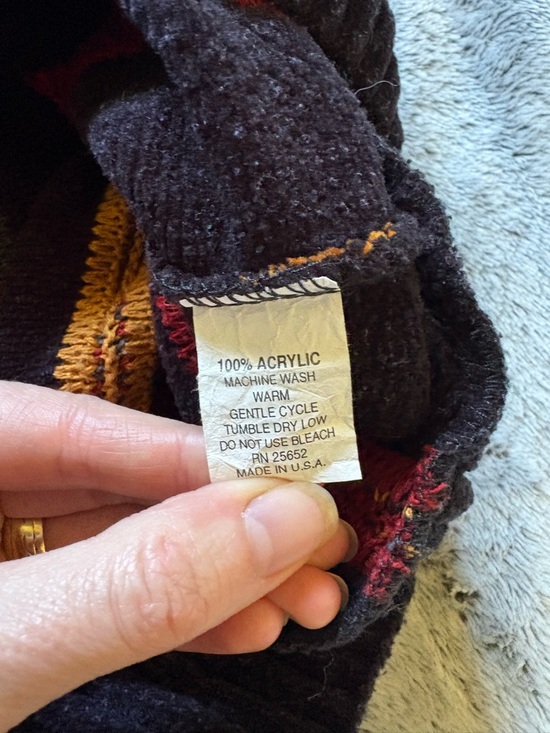 100% ACRYLIC
MACHINE WASH
WARM
GENTLE CYCLE
TUMBLE DRY LOW
DO NOT USE BLEACH
RN 25652
MADE IN U.S.A.